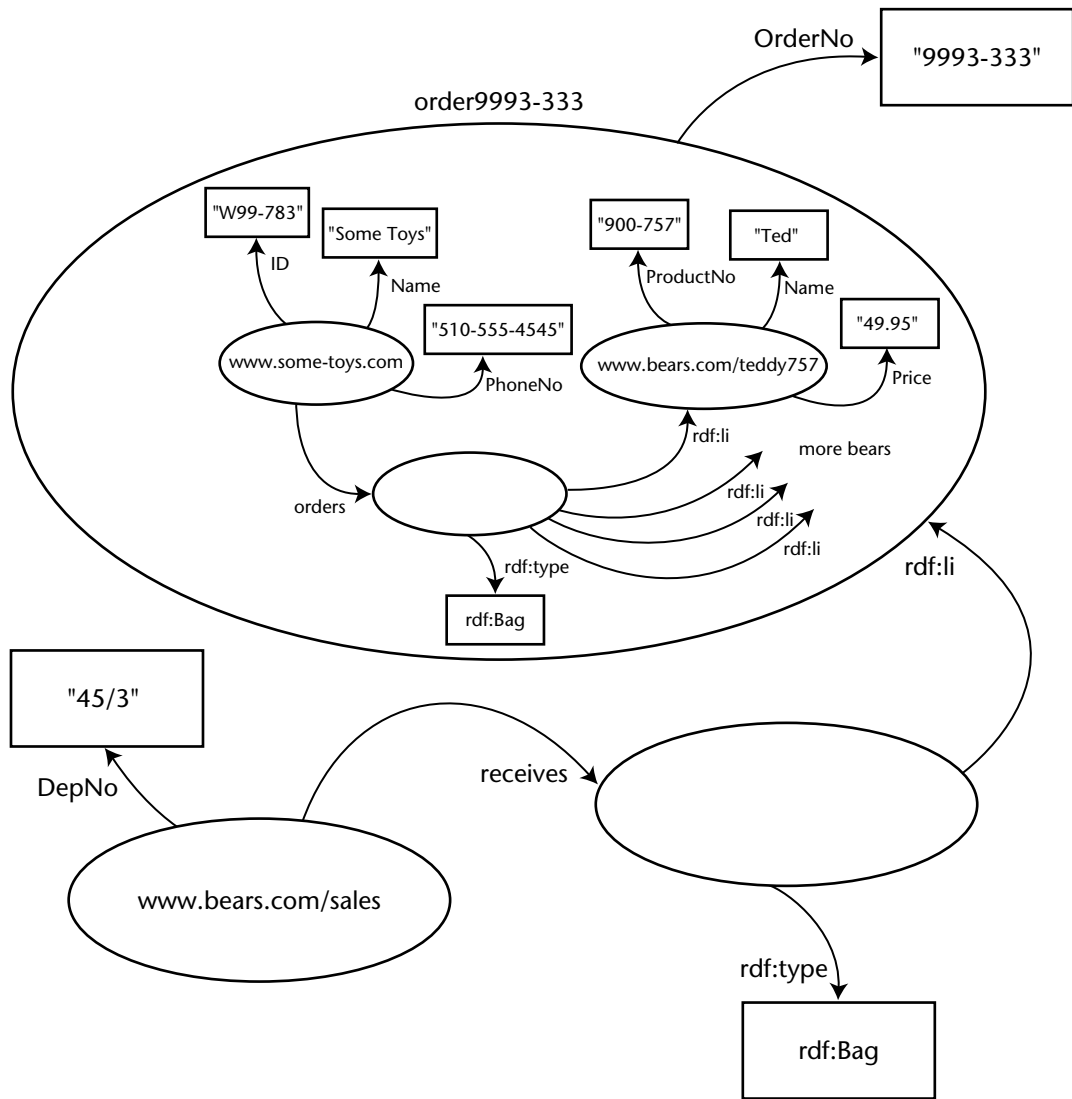 OrderNo
"9993-333"
order9993-333
"W99-783"
"Some Toys"
"900-757"
"Ted"
ID
Name
ProductNo
Name
"510-555-4545"
"49.95"
www.some-toys.com
www.bears.com/teddy757
PhoneNo
Price
rdf:li
more bears
orders
rdf:li
rdf:li
rdf:li
rdf:type
rdf:li
rdf:Bag
"45/3"
receives
DepNo
www.bears.com/sales
rdf:type
rdf:Bag